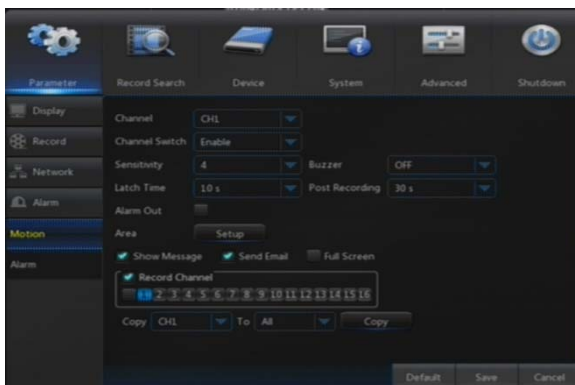 Parameter Record Search Device System Advanced Shutdown
Display
Record
Network
Alarm
Motion
Alarm
Channel CH1
Channel Switch Enable
Sensitivity 4 Buzzer OFF
Latch Time 10 s Post Recording 30 s
Alarm Out
Area Setup
Show Message Send Email Full Screen
Record Channel
1 2 3 4 5 6 7 8 9 10 11 12 13 14 15 16
Copy CH1 To All Copy
Default Save Cancel